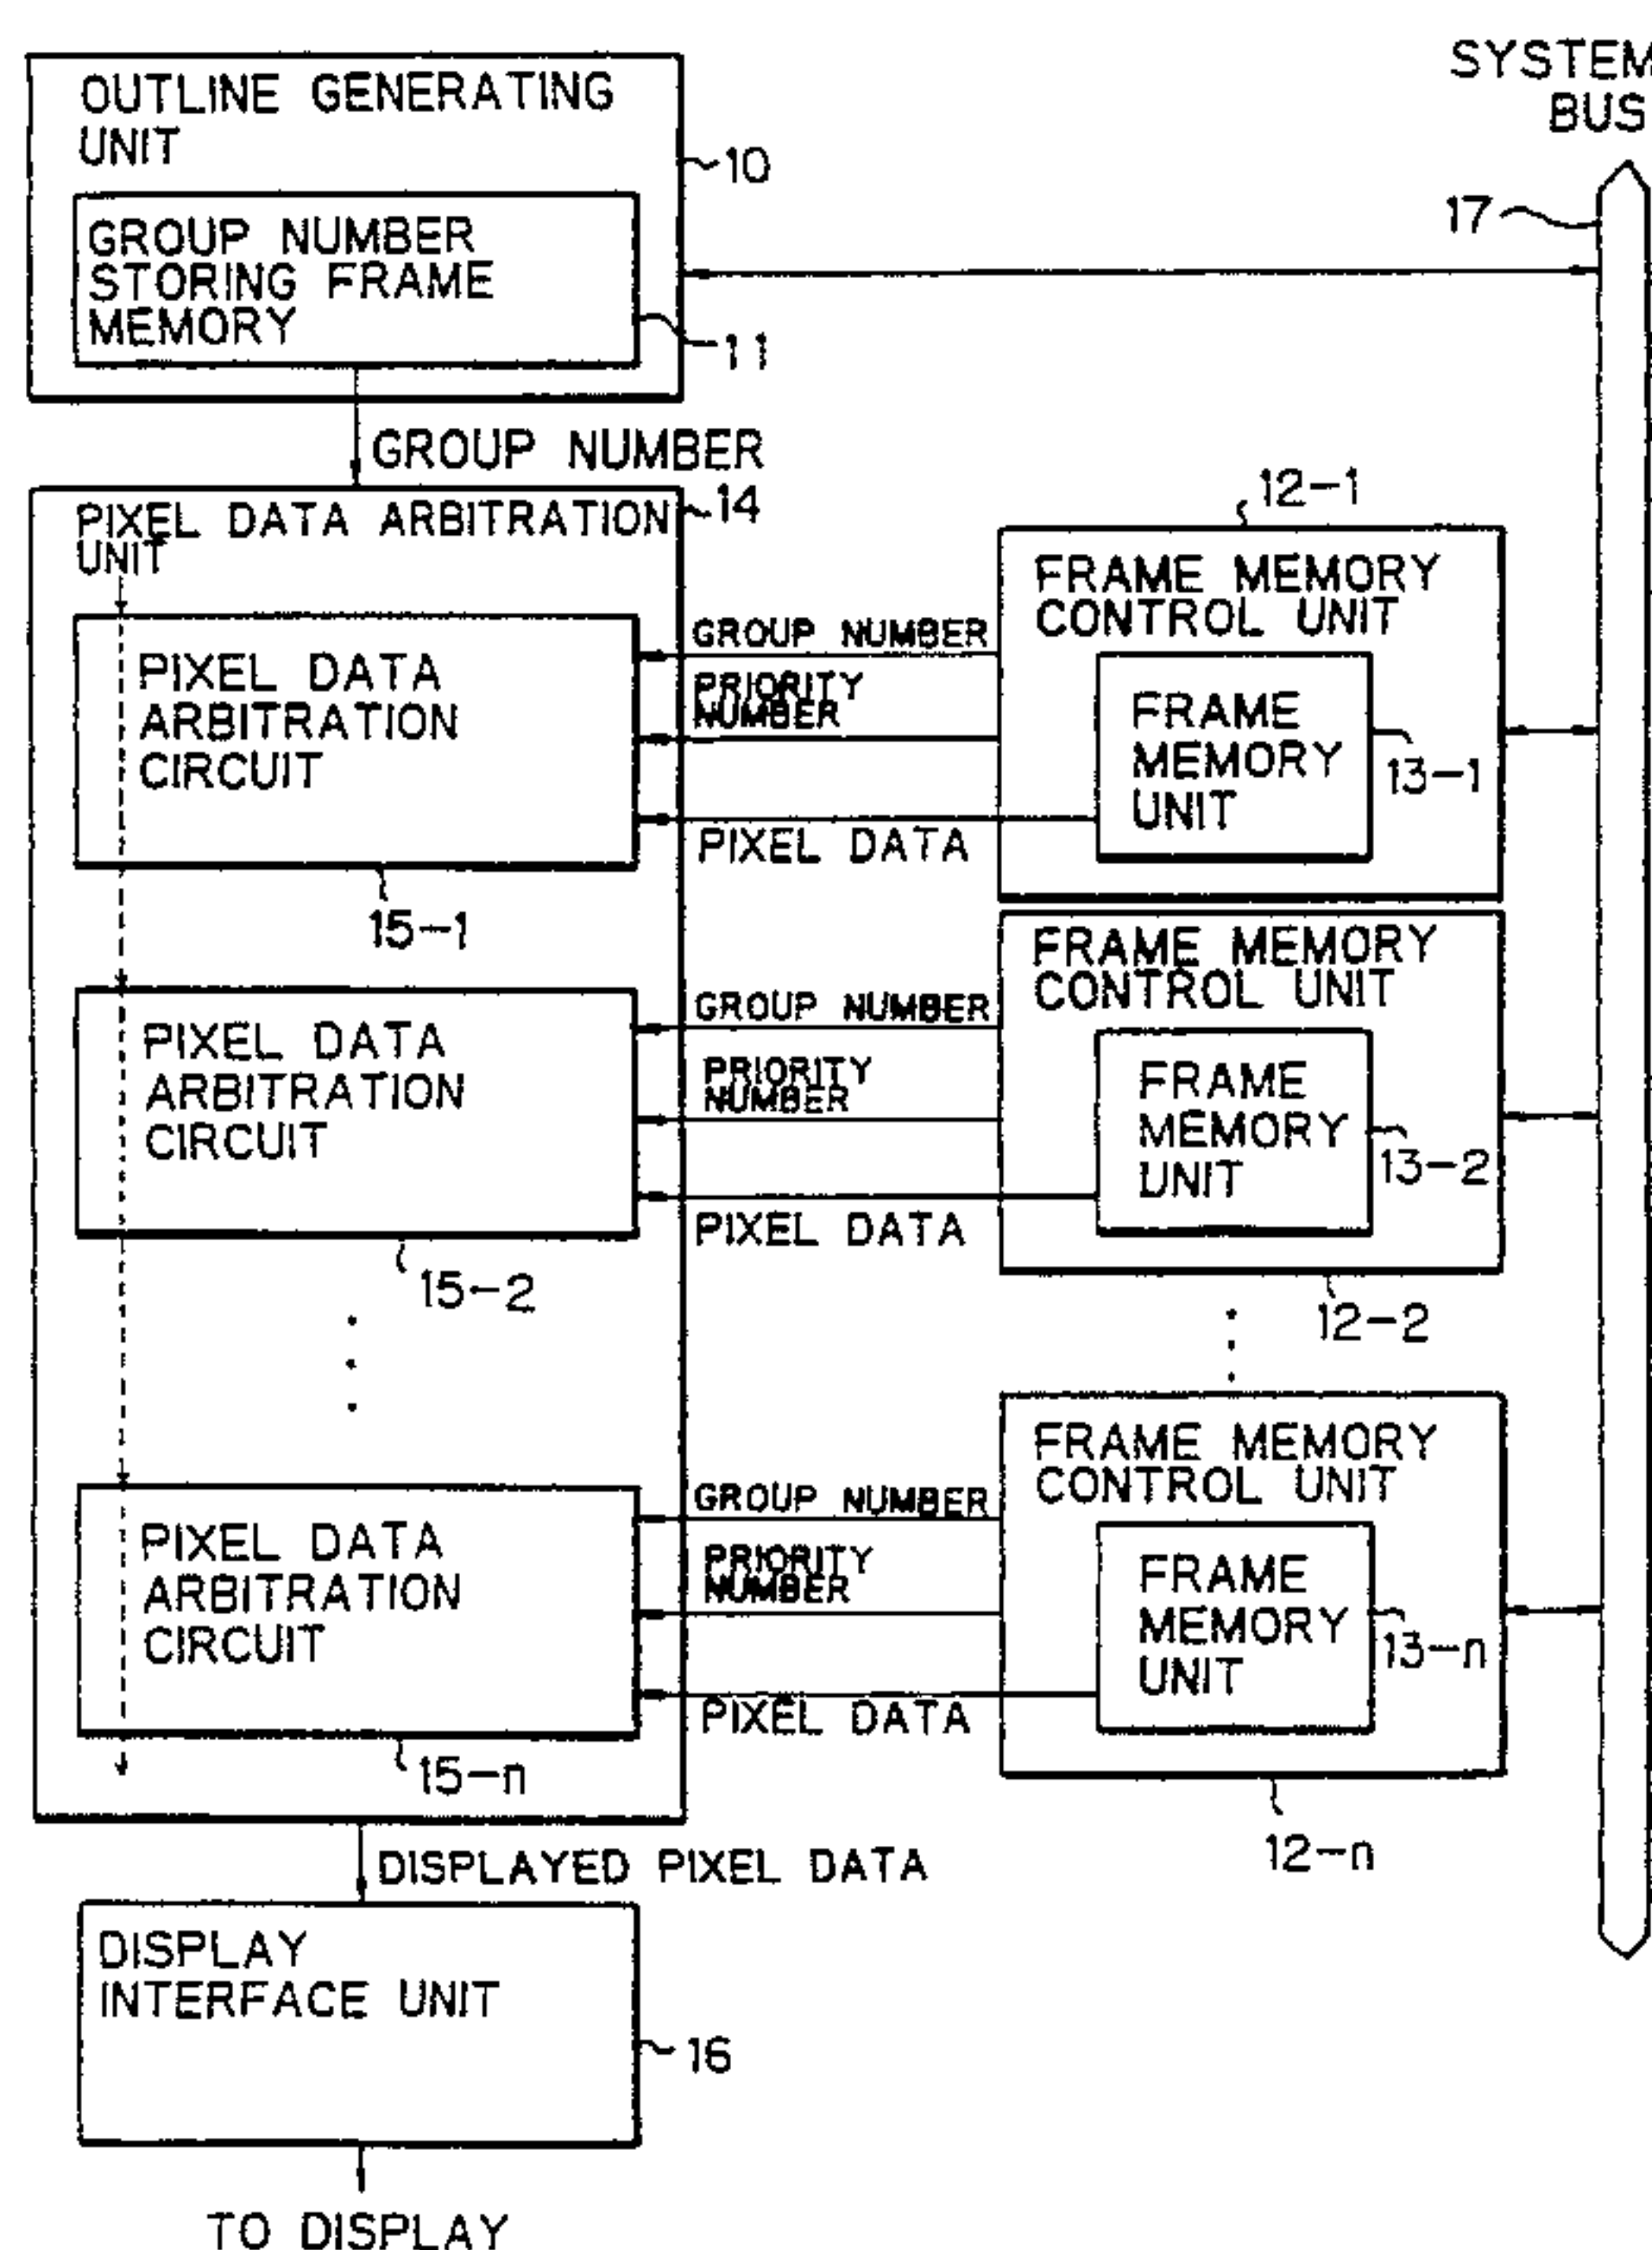 SYSTEM
BUS
17
OUTLINE GENERATING
UNIT
10
GROUP NUMBER
STORING FRAME
MEMORY
11
GROUP NUMBER
PIXEL DATA ARBITRATION
UNIT
14
PIXEL DATA
ARBITRATION
CIRCUIT
15-1
GROUP NUMBER
PRIORITY
NUMBER
PIXEL DATA
12-1
FRAME MEMORY
CONTROL UNIT
FRAME
MEMORY
UNIT
13-1
PIXEL DATA
ARBITRATION
CIRCUIT
15-2
GROUP NUMBER
PRIORITY
NUMBER
PIXEL DATA
FRAME MEMORY
CONTROL UNIT
FRAME
MEMORY
UNIT
13-2
12-2
PIXEL DATA
ARBITRATION
CIRCUIT
15-n
GROUP NUMBER
PRIORITY
NUMBER
PIXEL DATA
FRAME MEMORY
CONTROL UNIT
FRAME
MEMORY
UNIT
13-n
12-n
DISPLAYED PIXEL DATA
DISPLAY
INTERFACE UNIT
16
TO DISPLAY